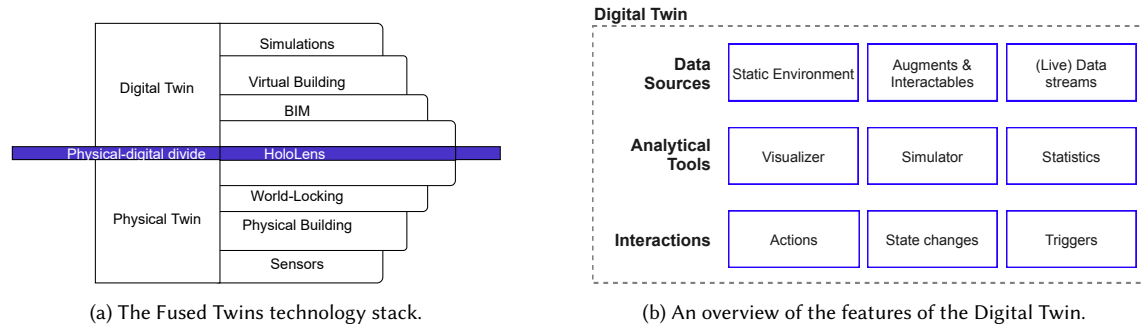 Simulations
Digital Twin
Virtual Building
BIM
Physical-digital divide
HoloLens
World-Locking
Physical Twin
Physical Building
Sensors
(a) The Fused Twins technology stack.
Digital Twin
Data
Sources
Static Environment
Augments &
Interactables
(Live) Data
streams
Analytical
Tools
Visualizer
Simulator
Statistics
Interactions
Actions
State changes
Triggers
(b) An overview of the features of the Digital Twin.